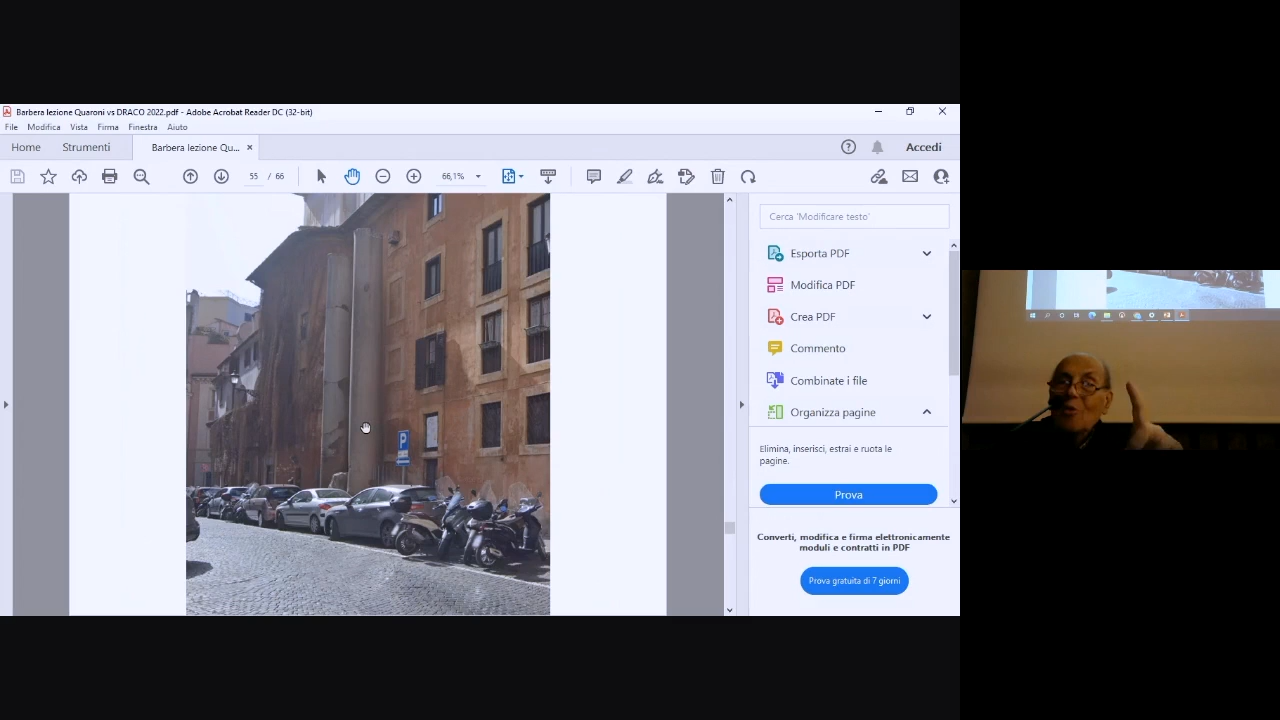 Barbera lezione Quaroni vs DRACO 2022.pdf - Adobe Acrobat Reader DC (32-bit)
File Modifica Vista Firma Finestra Aiuto
Home Strumenti Barbera lezione Qu... × Accedi
55 / 66 66,1%
Cerca 'Modificare testo'
Esporta PDF
Modifica PDF
Crea PDF
Commento
Combinate i file
Organizza pagine
Elimina, inserisci, estrai e ruota le
pagine.
Prova
Converti, modifica e firma elettronicamente
moduli e contratti in PDF
Prova gratuita di 7 giorni
P